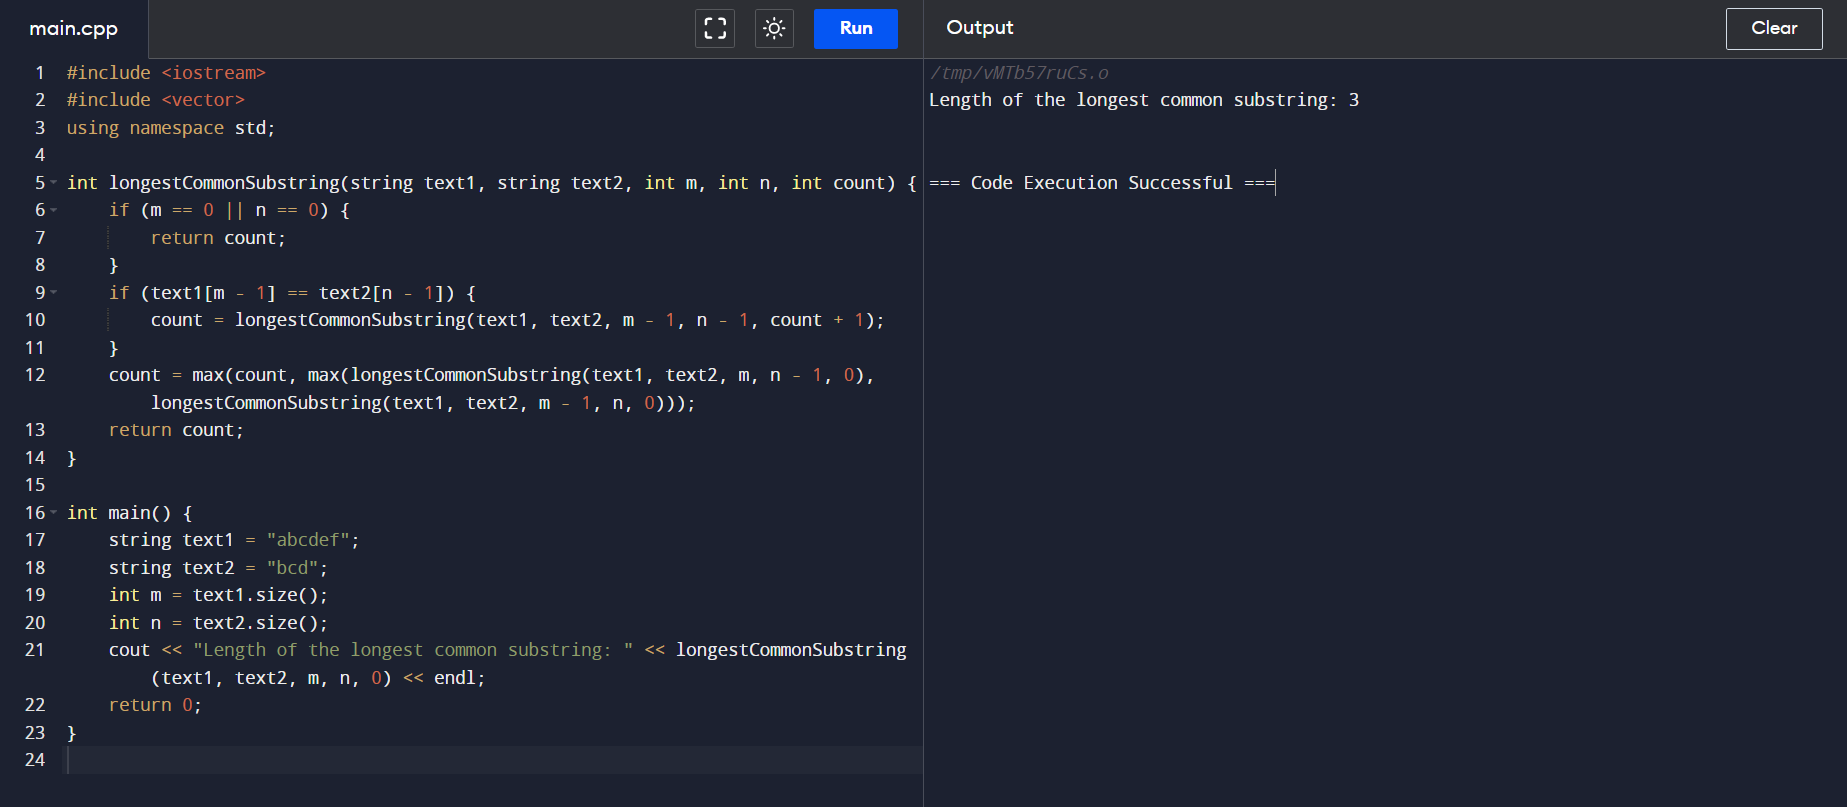 main.cpp
Run
Output
Clear
1 #include <iostream>
2 #include <vector>
3 using namespace std;
4
5 int longestCommonSubstring(string text1, string text2, int m, int n, int count) {
6     if (m == 0 || n == 0) {
7         return count;
8     }
9     if (text1[m - 1] == text2[n - 1]) {
10         count = longestCommonSubstring(text1, text2, m - 1, n - 1, count + 1);
11     }
12     count = max(count, max(longestCommonSubstring(text1, text2, m, n - 1, 0),
        longestCommonSubstring(text1, text2, m - 1, n, 0)));
13     return count;
14 }
15
16 int main() {
17     string text1 = "abcdef";
18     string text2 = "bcd";
19     int m = text1.size();
20     int n = text2.size();
21     cout << "Length of the longest common substring: " << longestCommonSubstring
        (text1, text2, m, n, 0) << endl;
22     return 0;
23 }
24
/tmp/vMTb57ruCs.o
Length of the longest common substring: 3
=== Code Execution Successful ===